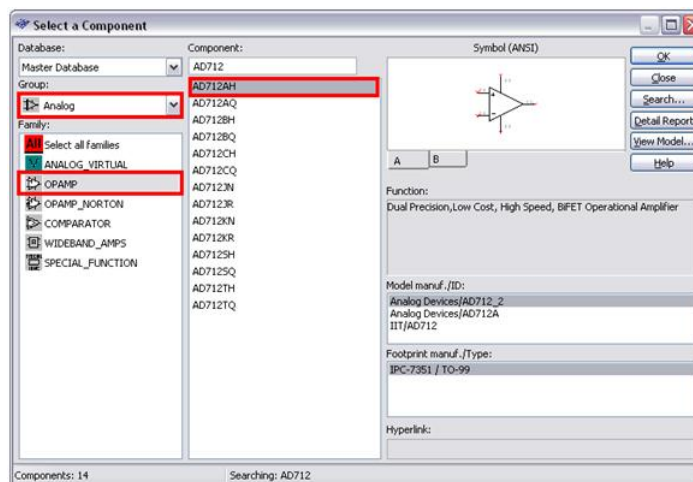 Select a Component
Database:
Master Database
Group:
Analog
Family:
All Select all families
ANALOG_VIRTUAL
OPAMP
OPAMP_NORTON
COMPARATOR
WIDEBAND_AMPS
SPECIAL_FUNCTION
Component:
AD712
AD712AH
AD712AQ
AD712BH
AD712BQ
AD712CH
AD712CQ
AD712JN
AD712JR
AD712KN
AD712KR
AD712SH
AD712SQ
AD712TH
AD712TQ
Symbol (ANSI)
A B
Function:
Dual Precision,Low Cost, High Speed, BiFET Operational Amplifier
Model manuf./ID:
Analog Devices/AD712_2
Analog Devices/AD712A
IIT/AD712
Footprint manuf./Type:
IPC-7351 / TO-99
Hyperlink:
OK
Close
Search...
Detail Report
View Model...
Help
Components: 14
Searching: AD712